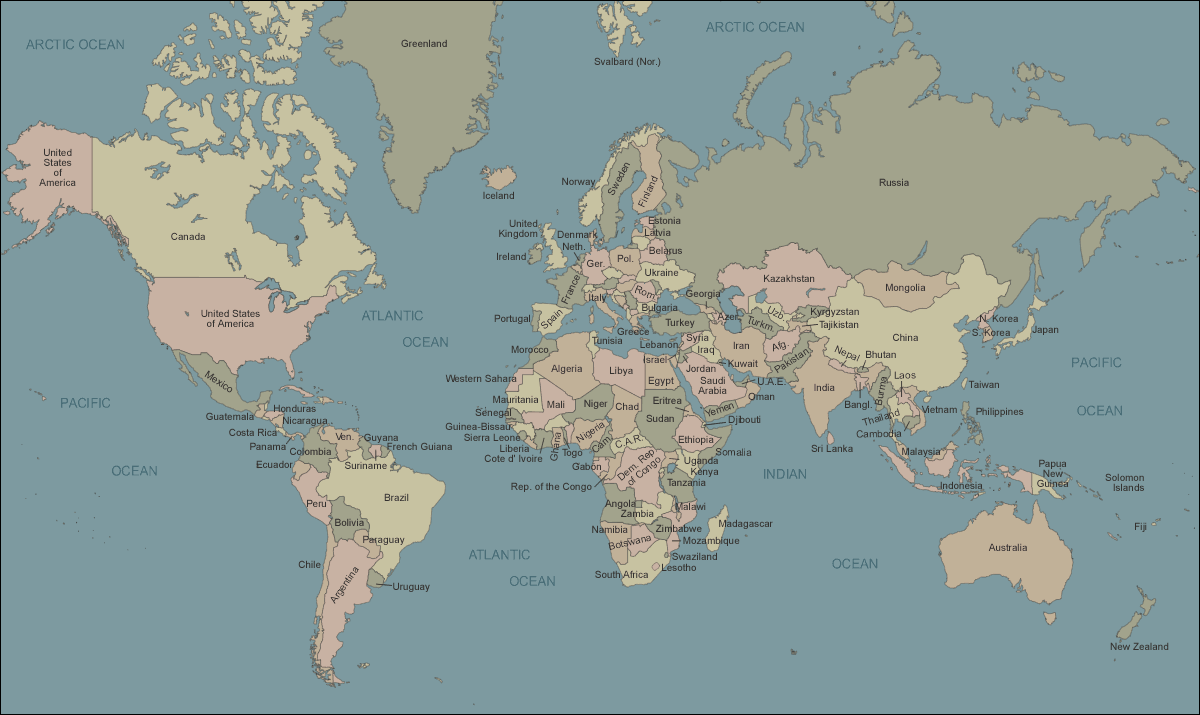 ARCTIC OCEAN
Greenland
Svalbard (Nor.)
ARCTIC OCEAN
United
States
of
America
Canada
Iceland
Norway
Sweden
Finland
Russia
United
Kingdom
Ireland
Denmark
Neth.
Estonia
Latvia
Belarus
Ger.
Pol.
Ukraine
France
Rom.
Italy
Bulgaria
Spain
Portugal
Greece
Georgia
Turkey
Azer.
Kazakhstan
Mongolia
Uzb.
Turkm.
Kyrgyzstan
Tajikistan
China
N. Korea
S. Korea
Japan
United States
of America
ATLANTIC
OCEAN
Morocco
Tunisia
Lebanon
Syria
Iraq
Iran
Afg.
Israel
Jordan
Kuwait
Pakistan
Nepal
Bhutan
PACIFIC
OCEAN
Mexico
Western Sahara
Algeria
Libya
Egypt
Saudi
Arabia
U.A.E.
Oman
India
Bangl.
Burma
Laos
Taiwan
PACIFIC
OCEAN
Guatemala
Honduras
Nicaragua
Costa Rica
Panama
Mauritania
Senegal
Guinea-Bissau
Sierra Leone
Liberia
Cote d' Ivoire
Mali
Niger
Chad
Sudan
Eritrea
Yemen
Djibouti
Ghana
Togo
Nigeria
Cam.
C.A.R.
Ethiopia
Somalia
Thailand
Vietnam
Cambodia
Philippines
Sri Lanka
Malaysia
Ven.
Guyana
French Guiana
Colombia
Suriname
Ecuador
OCEAN
Peru
Brazil
Bolivia
Paraguay
Chile
Argentina
Uruguay
Gabon
Rep. of the Congo
Dem. Rep
of Congo
Uganda
Kenya
Tanzania
INDIAN
OCEAN
Indonesia
Papua
New
Guinea
Solomon
Islands
Fiji
Angola
Zambia
Malawi
Namibia
Botswana
Zimbabwe
Mozambique
Madagascar
Swaziland
Lesotho
South Africa
ATLANTIC
OCEAN
Australia
New Zealand